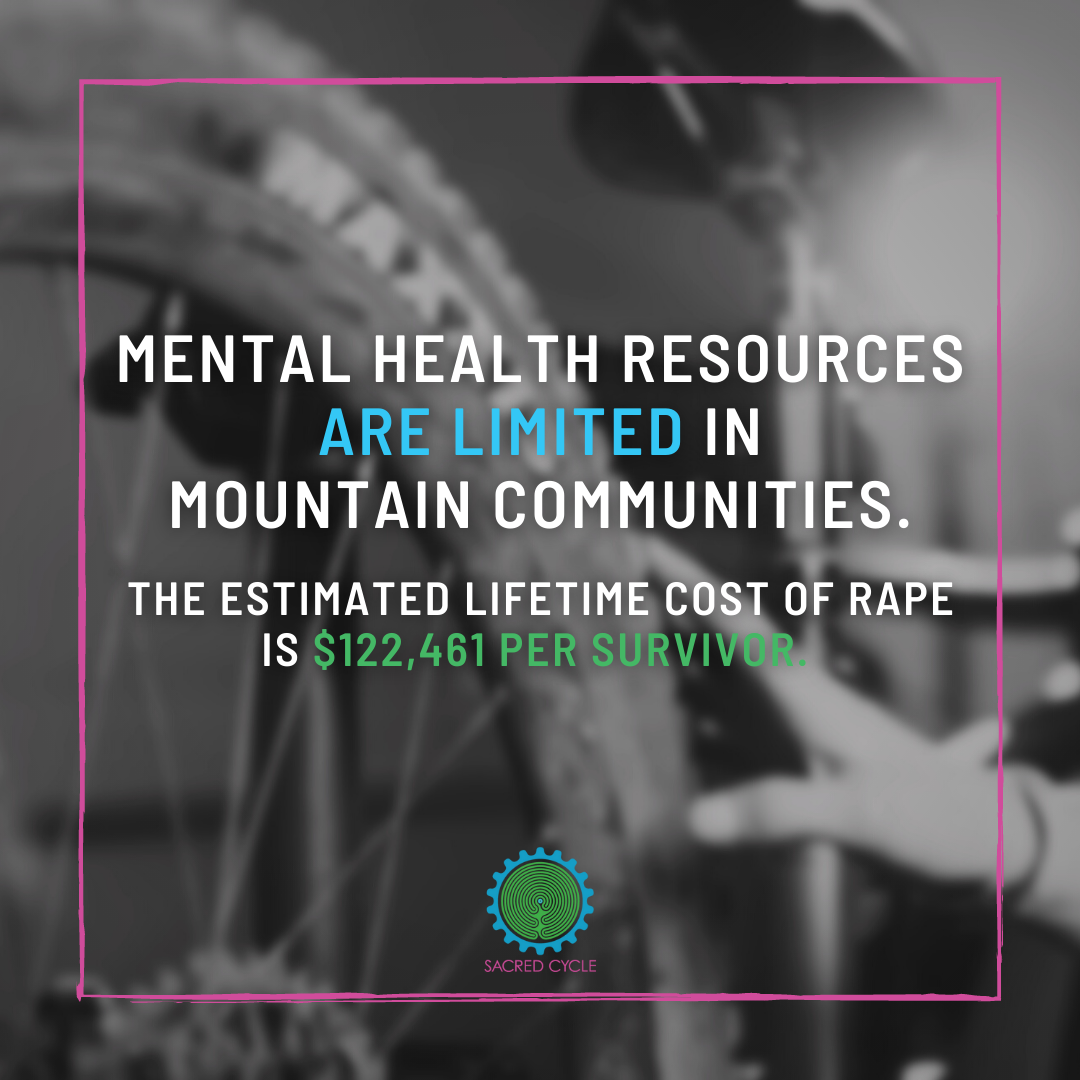 MENTAL HEALTH RESOURCES
ARE LIMITED IN
MOUNTAIN COMMUNITIES.
THE ESTIMATED LIFETIME COST OF RAPE
IS $122,461 PER SURVIVOR.
SACRED CYCLE